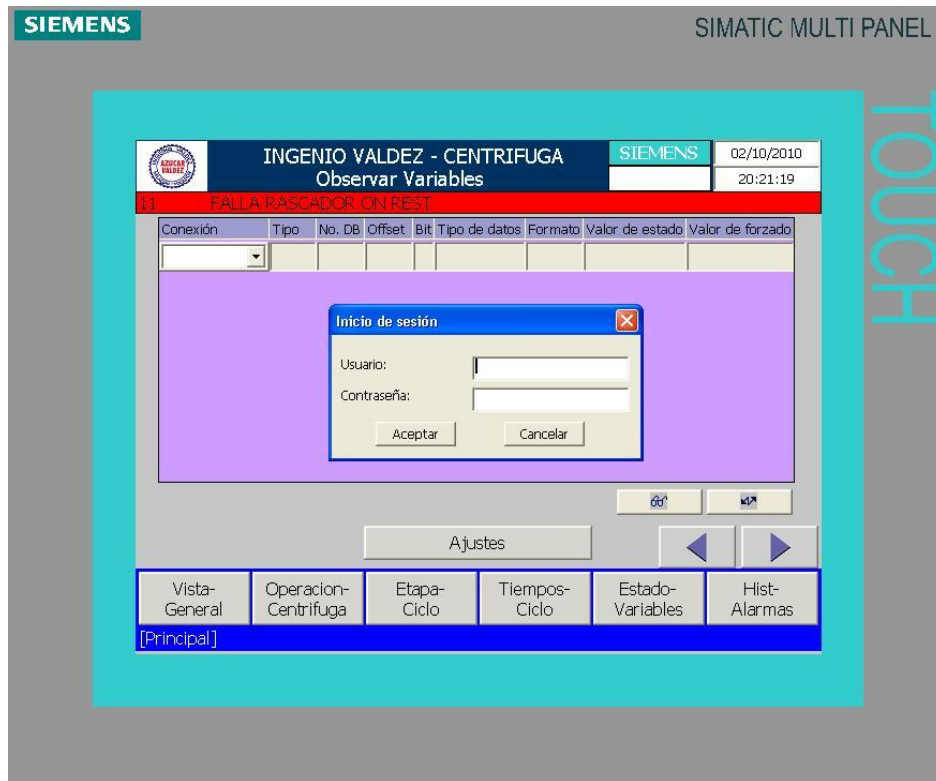 SIEMENS
SIMATIC MULTI PANEL
TOUCH
AZUCAR
VALDEZ
INGENIO VALDEZ - CENTRIFUGA
Observar Variables
SIEMENS
02/10/2010
20:21:19
11 FALLA RASCADOR ON REST
Conexión Tipo No. DB Offset Bit Tipo de datos Formato Valor de estado Valor de forzado
Inicio de sesión
Usuario:
Contraseña:
Aceptar Cancelar
Ajustes
Vista-
General
Operacion-
Centrifuga
Etapa-
Ciclo
Tiempos-
Ciclo
Estado-
Variables
Hist-
Alarmas
[Principal]